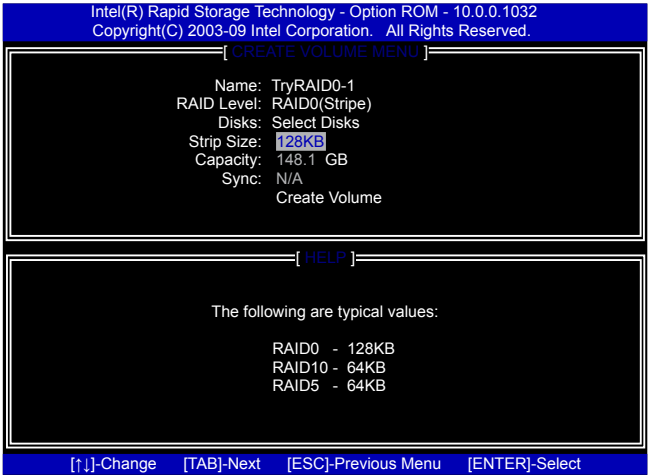 Intel(R) Rapid Storage Technology - Option ROM - 10.0.0.1032
Copyright(C) 2003-09 Intel Corporation. All Rights Reserved.
[ CREATE VOLUME MENU ]
Name: TryRAID0-1
RAID Level: RAID0(Stripe)
Disks: Select Disks
Strip Size: 128KB
Capacity: 148.1 GB
Sync: N/A
Create Volume
[ HELP ]
The following are typical values:
RAID0 - 128KB
RAID10 - 64KB
RAID5 - 64KB
[↑↓]-Change [TAB]-Next [ESC]-Previous Menu [ENTER]-Select